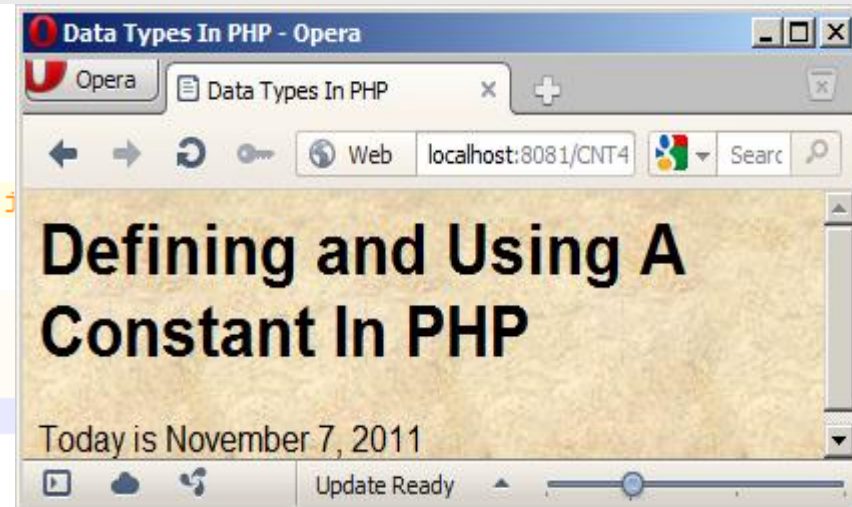 Data Types In PHP - Opera
Opera
Data Types In PHP
Web
localhost:8081/CNT4
Searc
Defining and Using A
Constant In PHP
Today is November 7, 2011
Update Ready